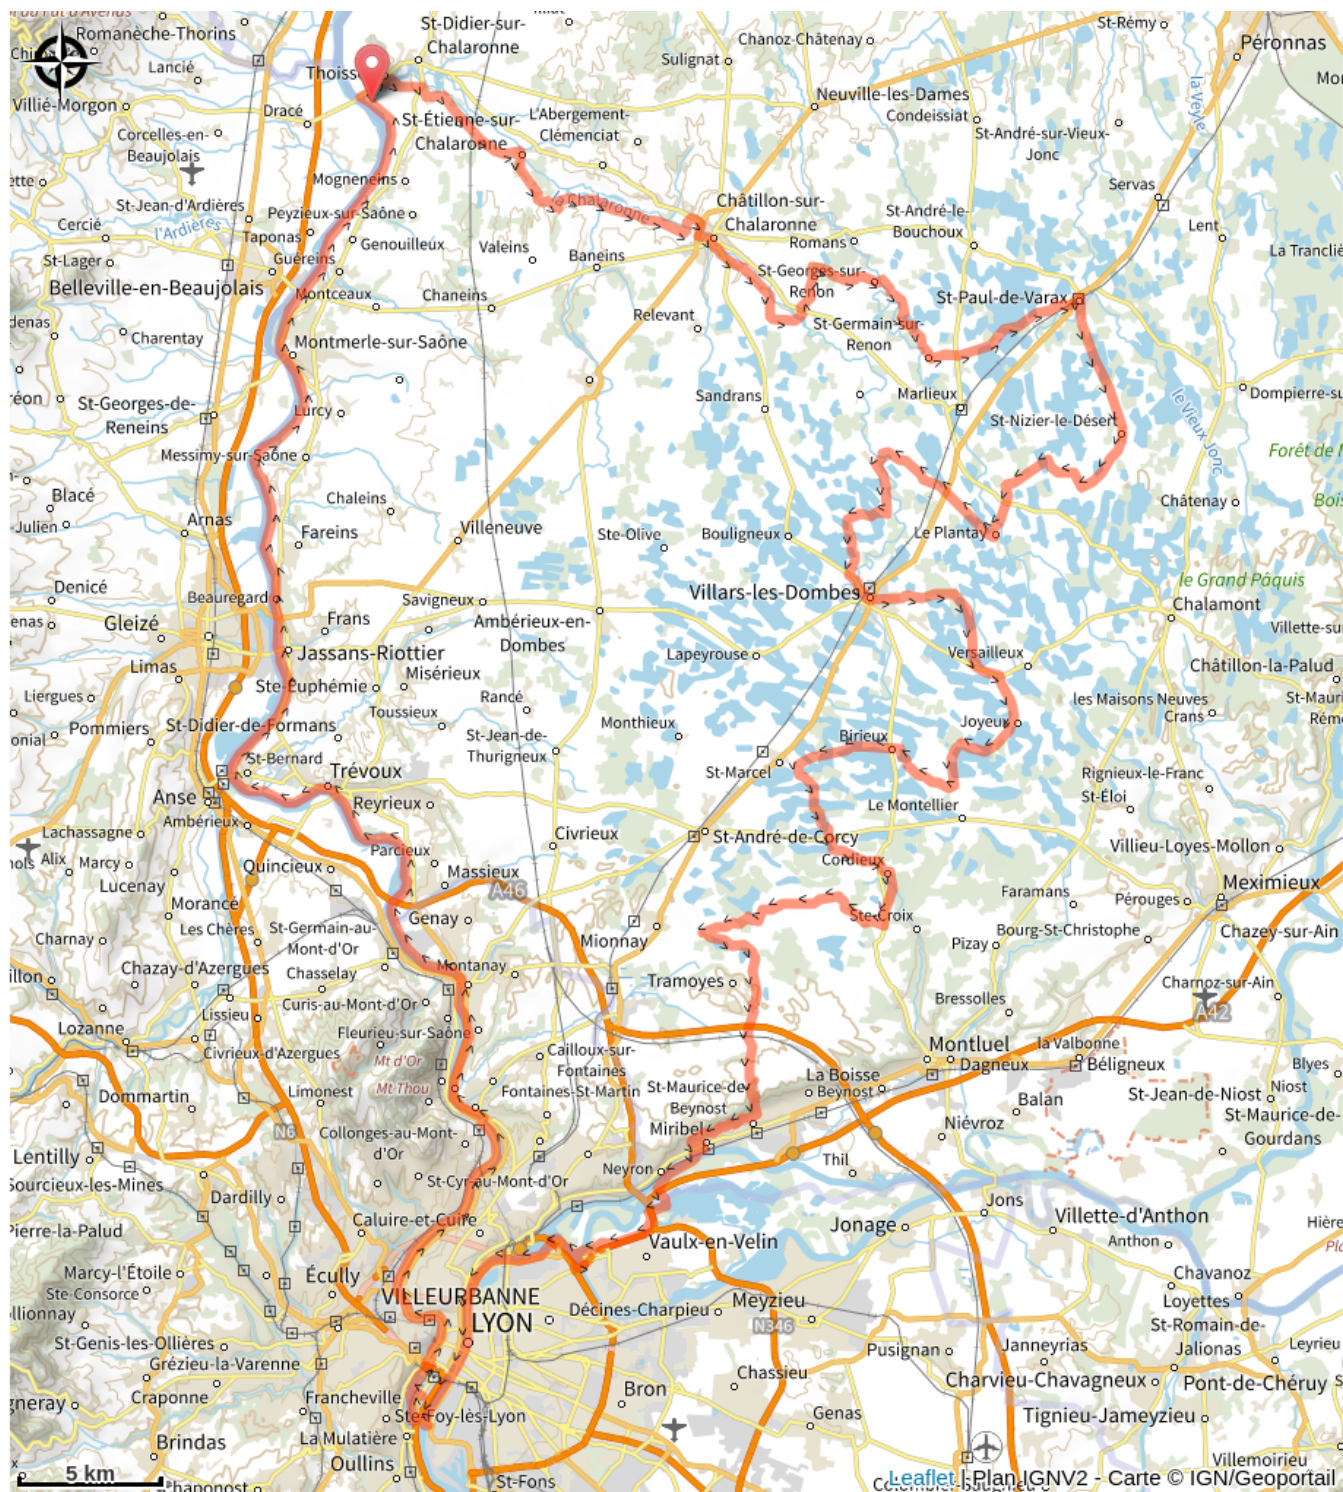 Romanèche-Thorins
St-Didier-sur-
Chalaronne
Chanoz-Châtenay
St-Rémy
Péronnas
Lancié
Thoisse
Sulignat
Villié-Morgon
Dracé
St-Étienne-sur-
Chalaronne
L'Abergement-
Clémenciat
Neuville-les-Dames
Condeissiat
la Veyle
Corcelles-en-
Beaujolais
St-André-sur-Vieux-
Jonc
Mogneneins
Servas
St-Jean-d'Ardières
Peyzieux-sur-Saône
la Chalaronne
Châtillon-sur-
Chalaronne
St-André-le-
Bouchoux
Cercié
l'Ardières
Taponas
Genouilleux
Valeins
Romans
Lent
St-Lager
Guéreins
Baneins
St-Georges-sur-
Renon
La Tranclière
Belleville-en-Beaujolais
Montceaux
Chaneins
St-Paul-de-Varax
Relevant
St-Germain-sur-
Renon
Charentay
Montmerle-sur-Saône
Sandrans
Marlieux
le Vieux Jonc
St-Georges-de-
Reneins
Lurcy
St-Nizier-le-Désert
Messimy-sur-Saône
Blacé
Chaleins
Châtenay
Julien
Arnas
Fareins
Villeneuve
Ste-Olive
Bouligneux
Le Plantay
Denicé
Beauregard
Savigneux
Villars-les-Dombes
le Grand Pâquis
Chalamont
Gleizé
Frans
Ambérieux-en-
Dombes
Limas
Jassans-Riottier
Lapeyrouse
Versailleux
Châtillon-la-Palud
Liergues
Ste-Euphémie
Misérieux
Rancé
les Maisons Neuves
Crans
Pommiers
St-Didier-de-Formans
Toussieux
Monthieux
Joyeux
St-Jean-de-
Thurigneux
Birieux
St-Bernard
Trévoux
St-Marcel
Rignieux-le-Franc
Anse
Reyrieux
Le Montellier
St-Éloi
Ambérieux
Lachassagne
Civrieux
St-André-de-Corcy
Alix
Marcy
Parcieux
Cordieux
Villieu-Loyes-Mollon
Lucenay
Quincieux
Massieux
A46
Faramans
Meximieux
Morancé
Genay
Ste-Croix
Pérouges
Les Chères
St-Germain-au-
Mont-d'Or
Mionnay
Pizay
Bourg-St-Christophe
Chazey-sur-Ain
Charnay
Chazay-d'Azergues
Chasselay
Montanay
Tramoyes
Charnoz-sur-Ain
Curis-au-Mont-d'Or
Bressolles
A42
Lozanne
Lissieu
Fleurieu-sur-Saône
Montluel
la Valbonne
Civrieux-d'Azergues
Mt d'Or
Cailloux-sur-
Fontaines
Dagneux
Béligneux
Blyes
Limonest
Mt Thou
Fontaines-St-Martin
St-Maurice-de-
Beynost
La Boisse
Beynost
Balan
St-Jean-de-Niost
Niost
Dommartin
N6
Collonges-au-Mont-
d'Or
Miribel
Niévroz
St-Maurice-de-
Gourdans
Lentilly
Neyron
Thil
Sourcieux-les-Mines
Dardilly
St-Cyr-au-Mont-d'Or
Jons
Pierre-la-Palud
Caluire-et-Cuire
Jonage
Villette-d'Anthon
Anthon
Marcy-l'Étoile
Écully
Vaulx-en-Velin
Chavanoz
Ste-Consorce
VILLEURBANNE
Décines-Charpieu
Meyzieu
Loyettes
St-Genis-les-Ollières
LYON
N346
St-Romain-de-
Jalionas
Grézieu-la-Varenne
Pusignan
Janneyrias
Craponne
Francheville
Bron
Chassieu
Charvieu-Chavagneux
Pont-de-Chéruy
Ste-Foy-lès-Lyon
Genas
Tignieu-Jameyzieu
Brindas
La Mulatière
Oullins
Villemoirieu
5 km
St-Fons
Leaflet | Plan IGNV2 - Carte © IGN/Geoportail